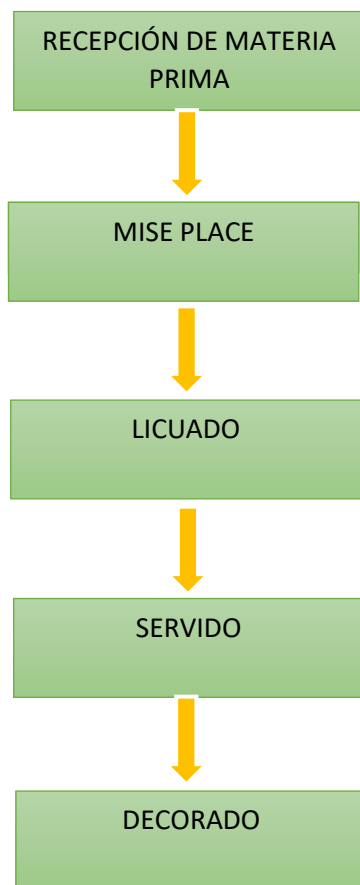 RECEPCIÓN DE MATERIA
PRIMA
MISE PLACE
LICUADO
SERVIDO
DECORADO